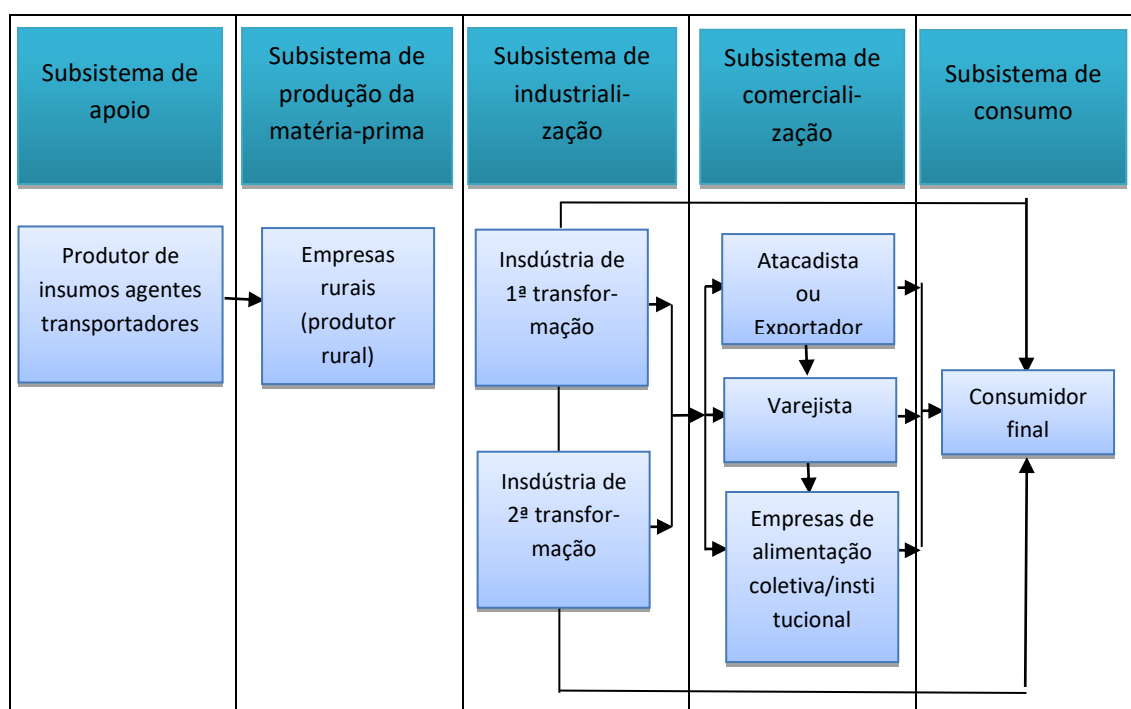 Subsistema de
apoio
Subsistema de
produção da
matéria-prima
Subsistema de
industriali-
zação
Subsistema de
comerciali-
zação
Subsistema de
consumo
Produtor de
insumos agentes
transportadores
Empresas
rurais
(produtor
rural)
Insdústria de
1ª transfor-
mação
Insdústria de
2ª transfor-
mação
Atacadista
ou
Exportador
Varejista
Empresas de
alimentação
coletiva/insti
tucional
Consumidor
final